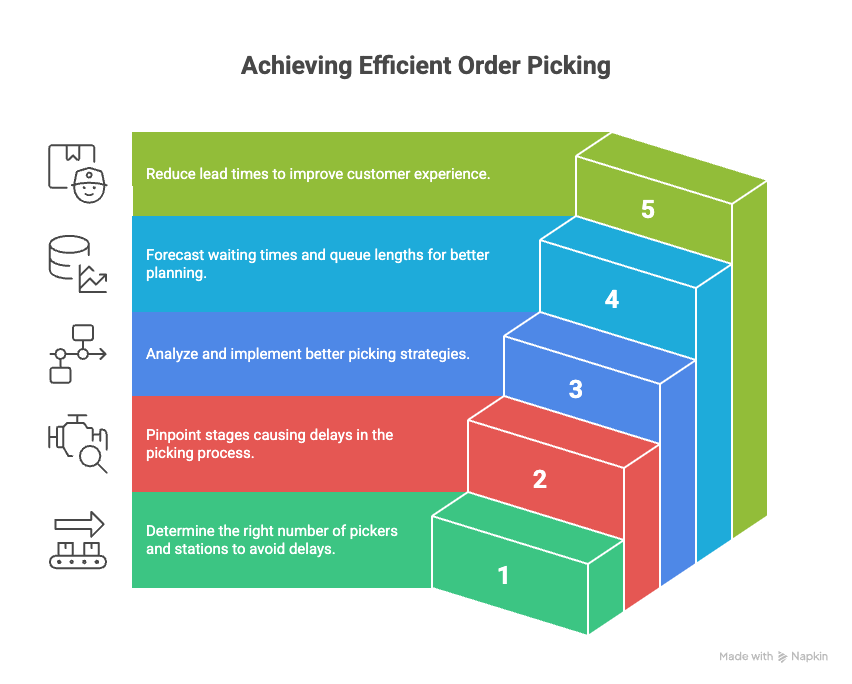 Achieving Efficient Order Picking
Reduce lead times to improve customer experience.
5
Forecast waiting times and queue lengths for better
planning.
4
Analyze and implement better picking strategies.
3
Pinpoint stages causing delays in the
picking process.
2
Determine the right number of pickers
and stations to avoid delays.
1
Made with Napkin